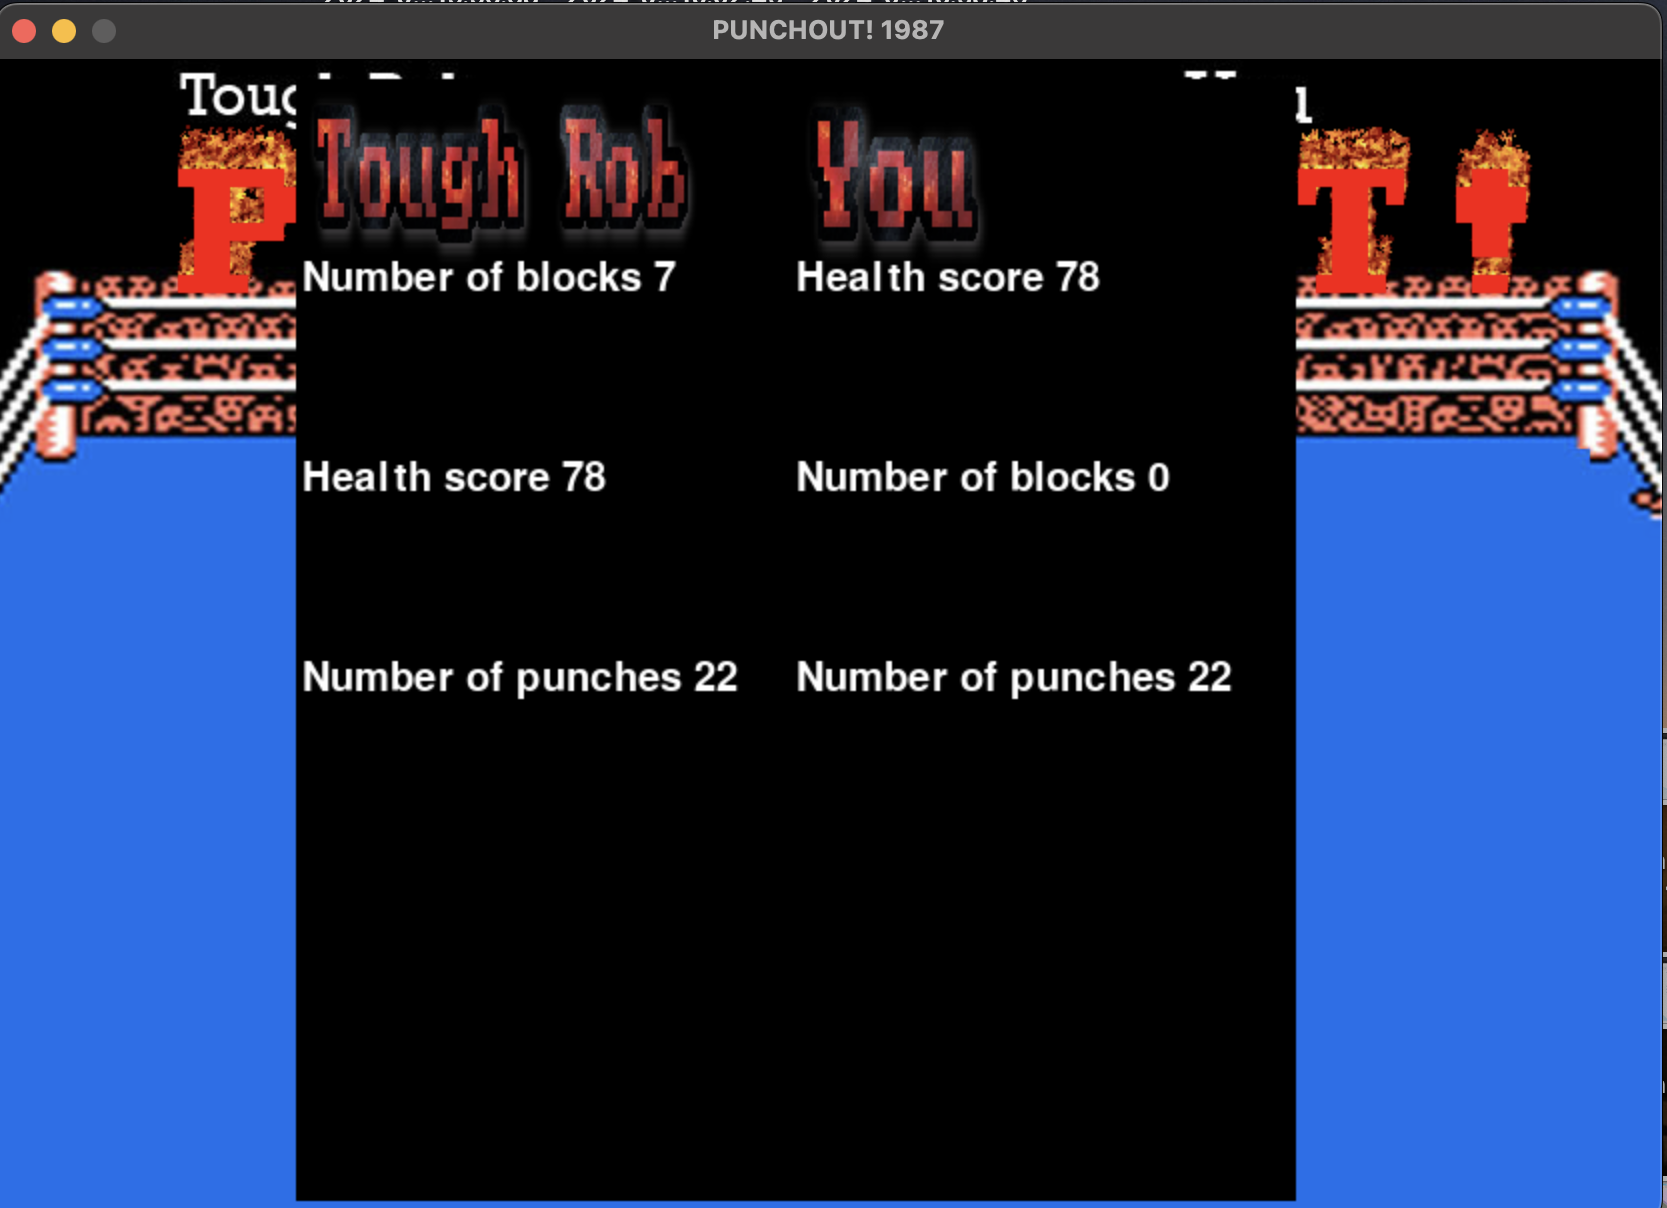 PUNCHOUT! 1987
Tough Rob You
Number of blocks 7 Health score 78
Health score 78 Number of blocks 0
Number of punches 22 Number of punches 22
P T!